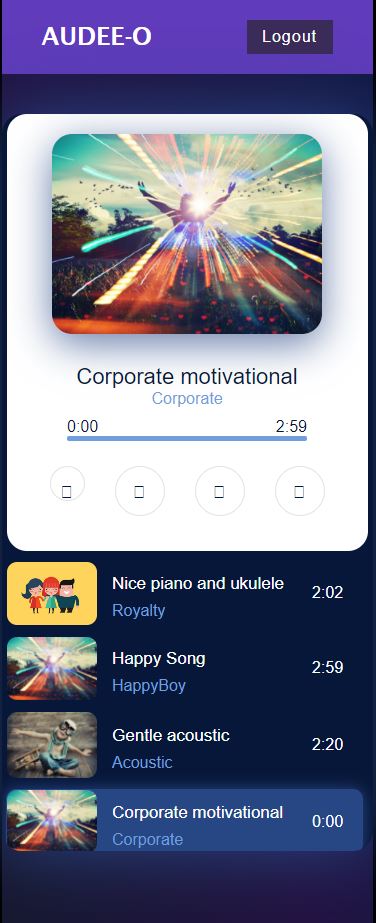 AUDEE-O
Logout
Corporate motivational
Corporate
0:00 2:59
Nice piano and ukulele
2:02
Royalty
Happy Song
2:59
HappyBoy
Gentle acoustic
2:20
Acoustic
Corporate motivational
0:00
Corporate